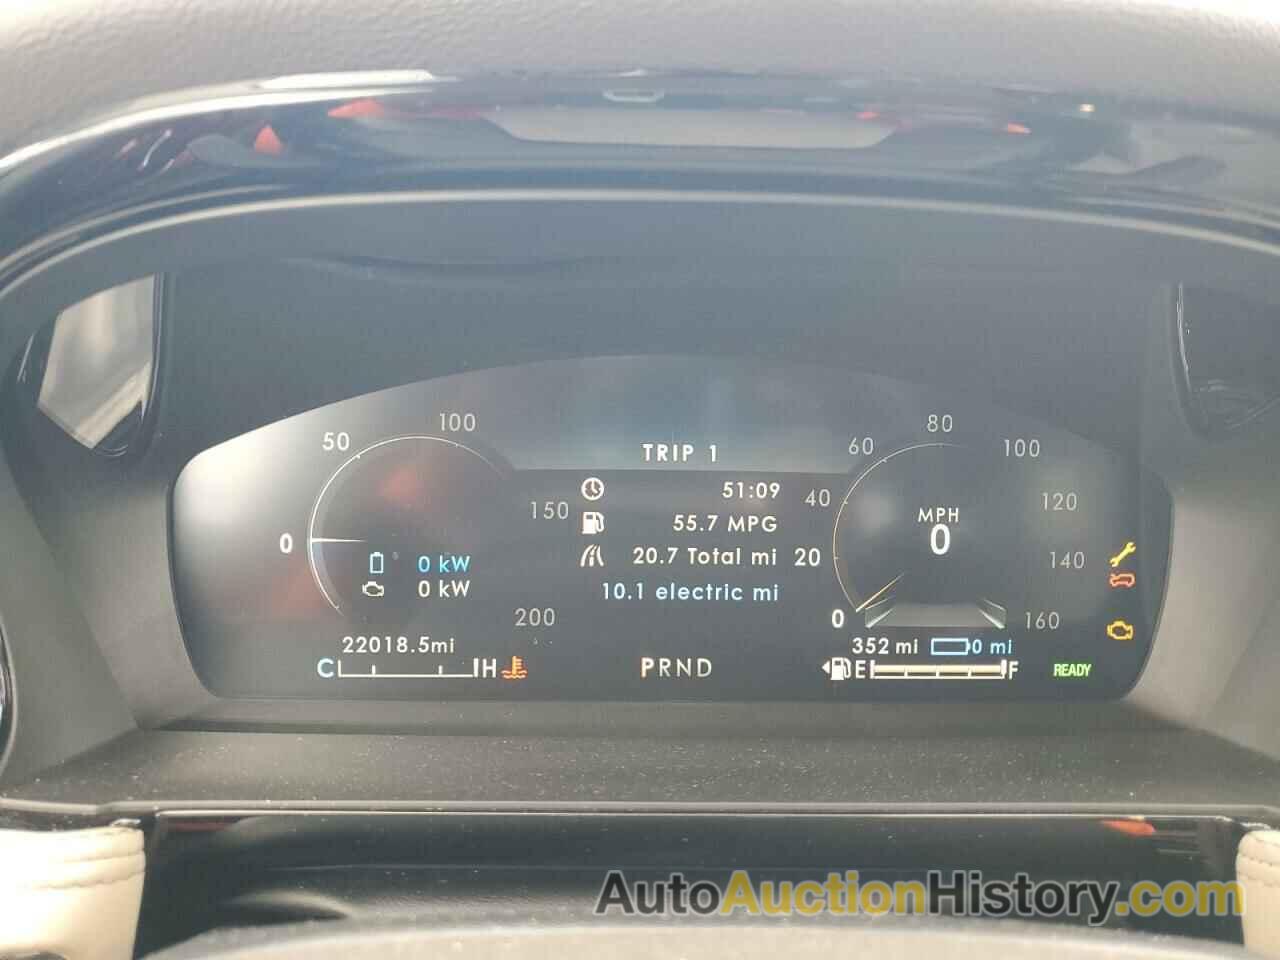 TRIP 1
51:09
55.7 MPG
20.7 Total mi
10.1 electric mi
0 50 100 150 200
0 kW
0 kW
22018.5mi
C H
PRND
0 20 40 60 80 100 120 140 160
MPH
0
352 mi 0 mi
E F
READY
AutoAuctionHistory.com